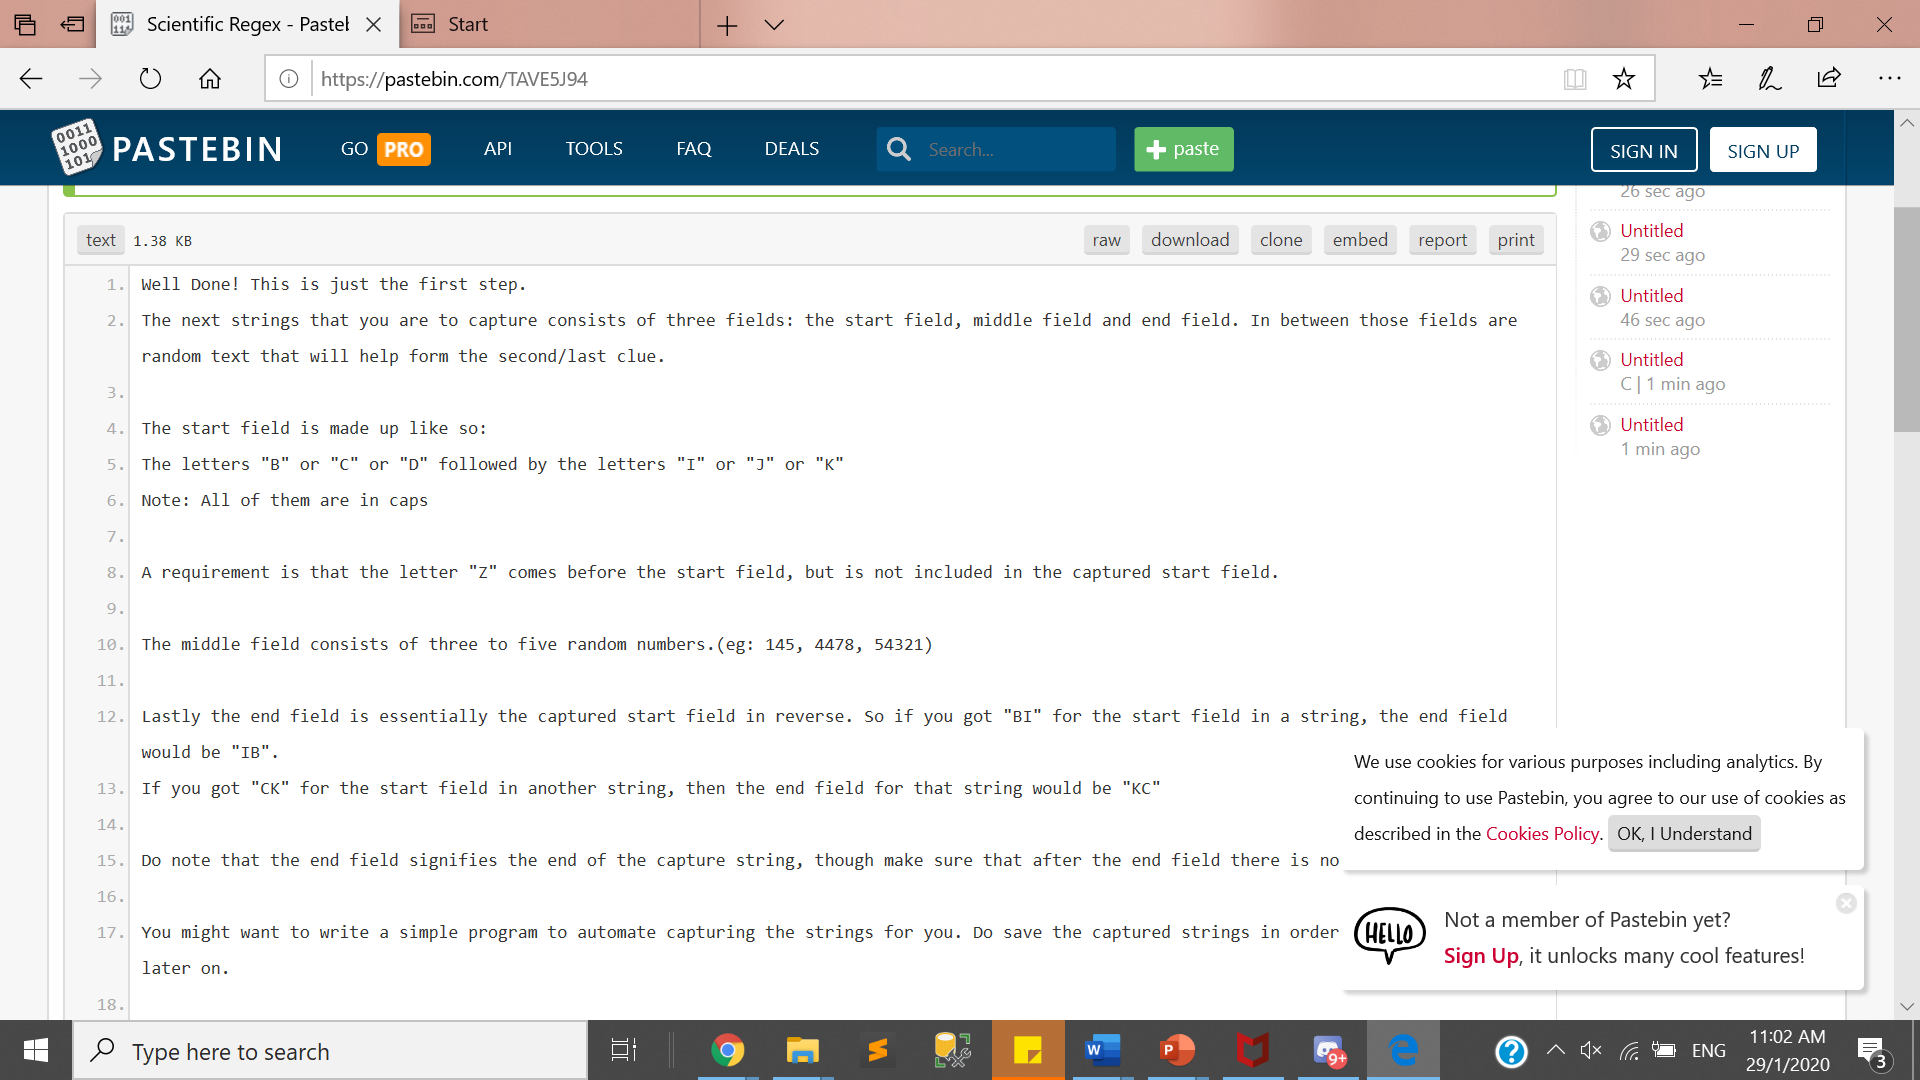 Scientific Regex - Pastel
Start
https://pastebin.com/TAVE5J94
0011
1000
101
PASTEBIN
GO PRO
API
TOOLS
FAQ
DEALS
Search...
paste
SIGN IN
SIGN UP
26 sec ago
text 1.38 KB
raw
download
clone
embed
report
print
Untitled
29 sec ago
Untitled
46 sec ago
Untitled
C | 1 min ago
Untitled
1 min ago
1. Well Done! This is just the first step.
2. The next strings that you are to capture consists of three fields: the start field, middle field and end field. In between those fields are
random text that will help form the second/last clue.
3.
4. The start field is made up like so:
5. The letters "B" or "C" or "D" followed by the letters "I" or "J" or "K"
6. Note: All of them are in caps
7.
8. A requirement is that the letter "Z" comes before the start field, but is not included in the captured start field.
9.
10. The middle field consists of three to five random numbers.(eg: 145, 4478, 54321)
11.
12. Lastly the end field is essentially the captured start field in reverse. So if you got "BI" for the start field in a string, the end field
would be "IB".
13. If you got "CK" for the start field in another string, then the end field for that string would be "KC"
14.
15. Do note that the end field signifies the end of the capture string, though make sure that after the end field there is no
16.
17. You might want to write a simple program to automate capturing the strings for you. Do save the captured strings in order
later on.
18.
We use cookies for various purposes including analytics. By
continuing to use Pastebin, you agree to our use of cookies as
described in the Cookies Policy. OK, I Understand
HELLO
Not a member of Pastebin yet?
Sign Up, it unlocks many cool features!
Type here to search
9+
ENG
11:02 AM
29/1/2020
3